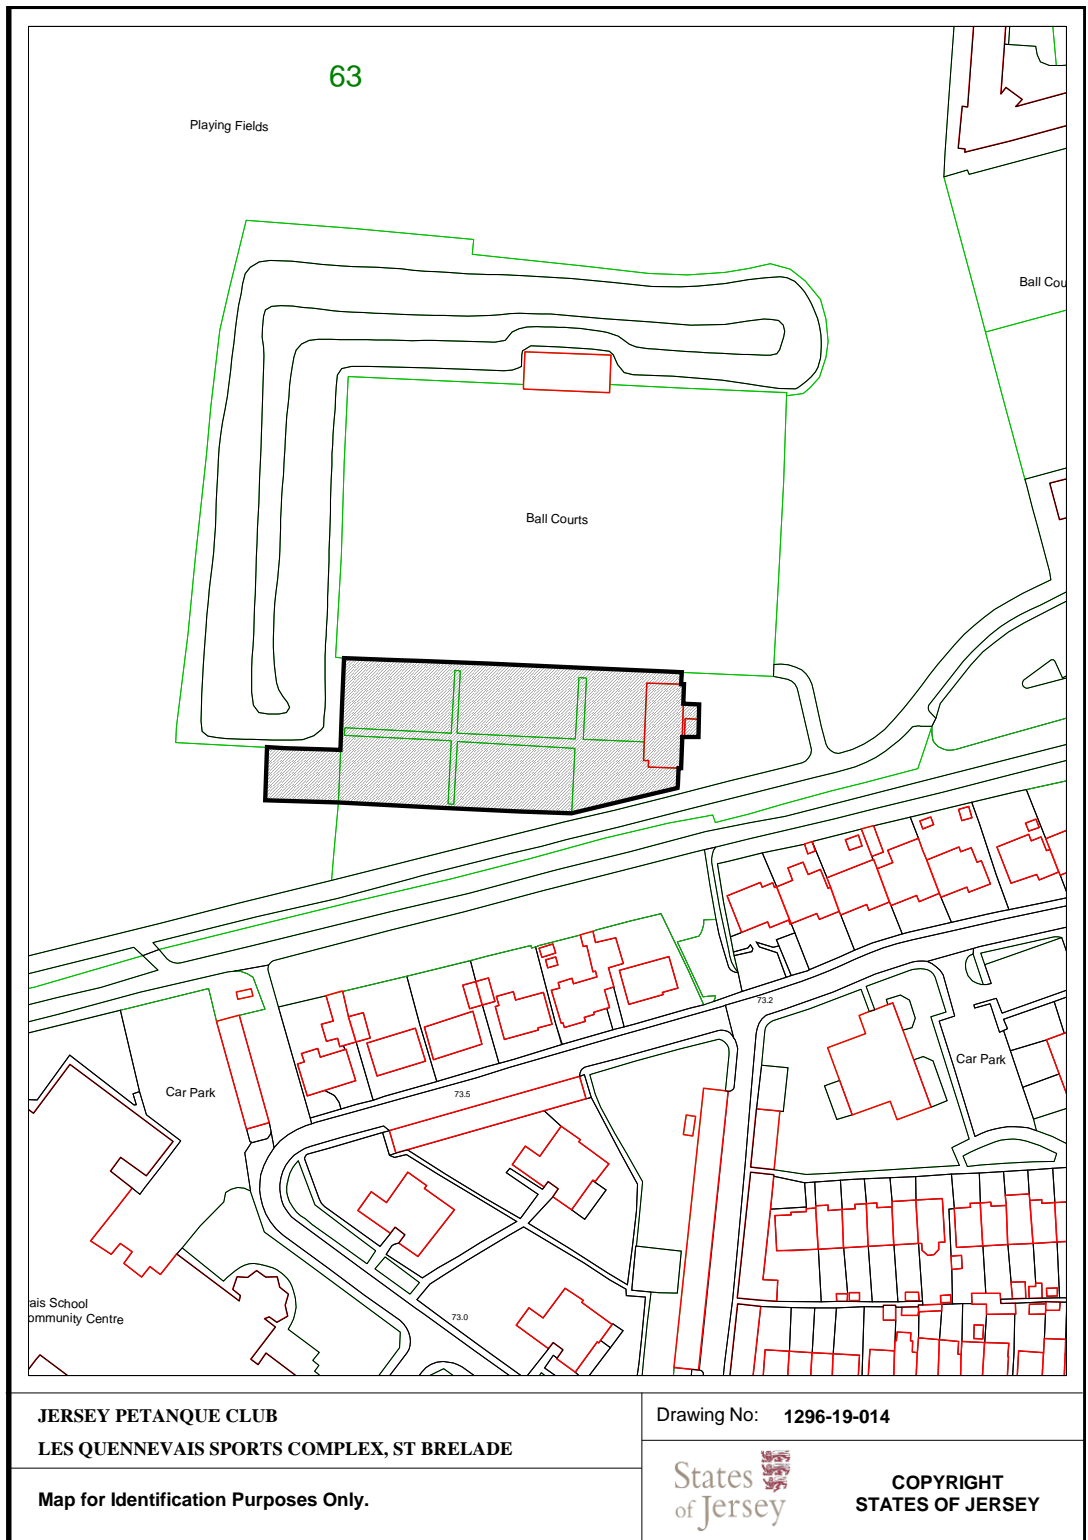 63
Playing Fields
Ball Cou
Ball Courts
73.2
Car Park
Car Park
73.5
73.0
ais School
ommunity Centre
JERSEY PETANQUE CLUB
LES QUENNEVAIS SPORTS COMPLEX, ST BRELADE
Map for Identification Purposes Only.
Drawing No: 1296-19-014
States
of Jersey
COPYRIGHT
STATES OF JERSEY